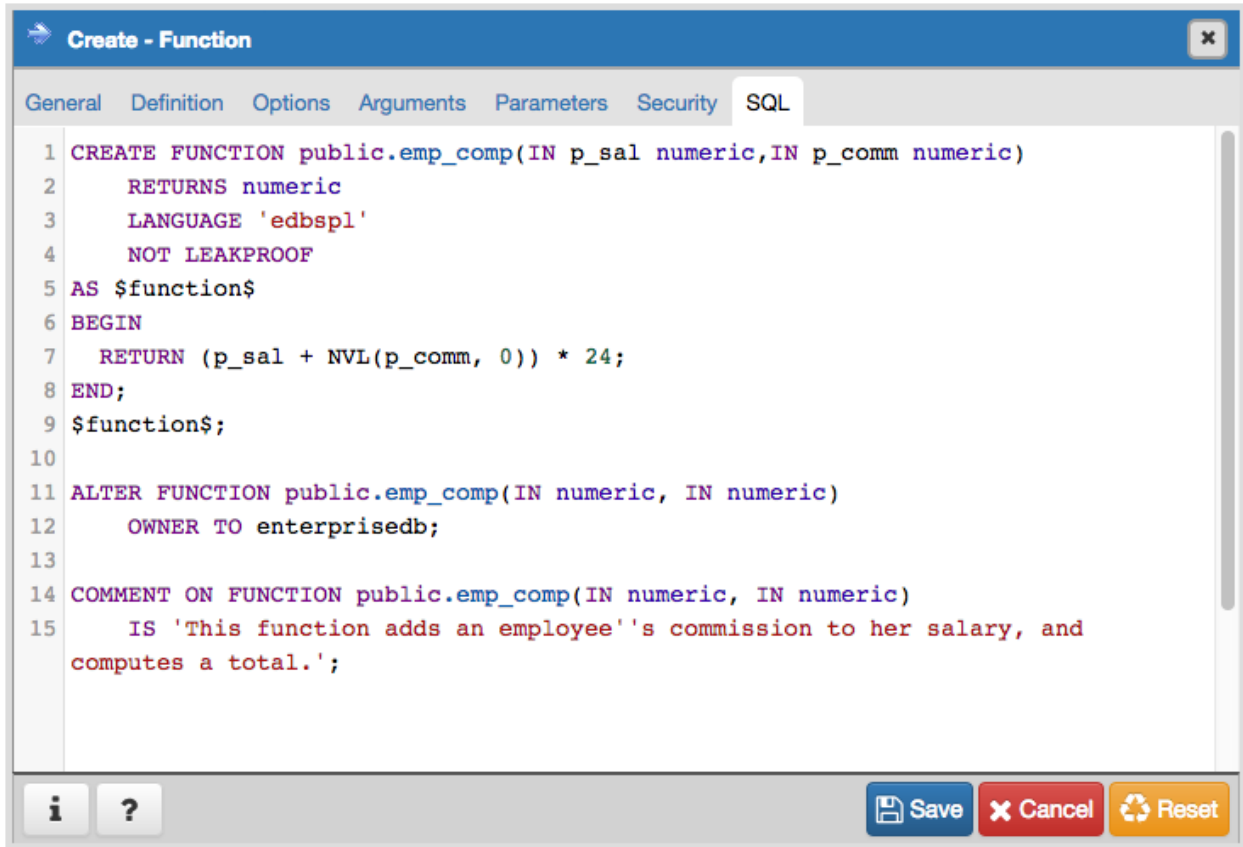 Create - Function
General Definition Options Arguments Parameters Security SQL
1 CREATE FUNCTION public.emp_comp(IN p_sal numeric,IN p_comm numeric)
2 RETURNS numeric
3 LANGUAGE 'edbspl'
4 NOT LEAKPROOF
5 AS $function$
6 BEGIN
7 RETURN (p_sal + NVL(p_comm, 0)) * 24;
8 END;
9 $function$;
10
11 ALTER FUNCTION public.emp_comp(IN numeric, IN numeric)
12 OWNER TO enterprisedb;
13
14 COMMENT ON FUNCTION public.emp_comp(IN numeric, IN numeric)
15 IS 'This function adds an employee''s commission to her salary, and
computes a total.';
i ? Save Cancel Reset